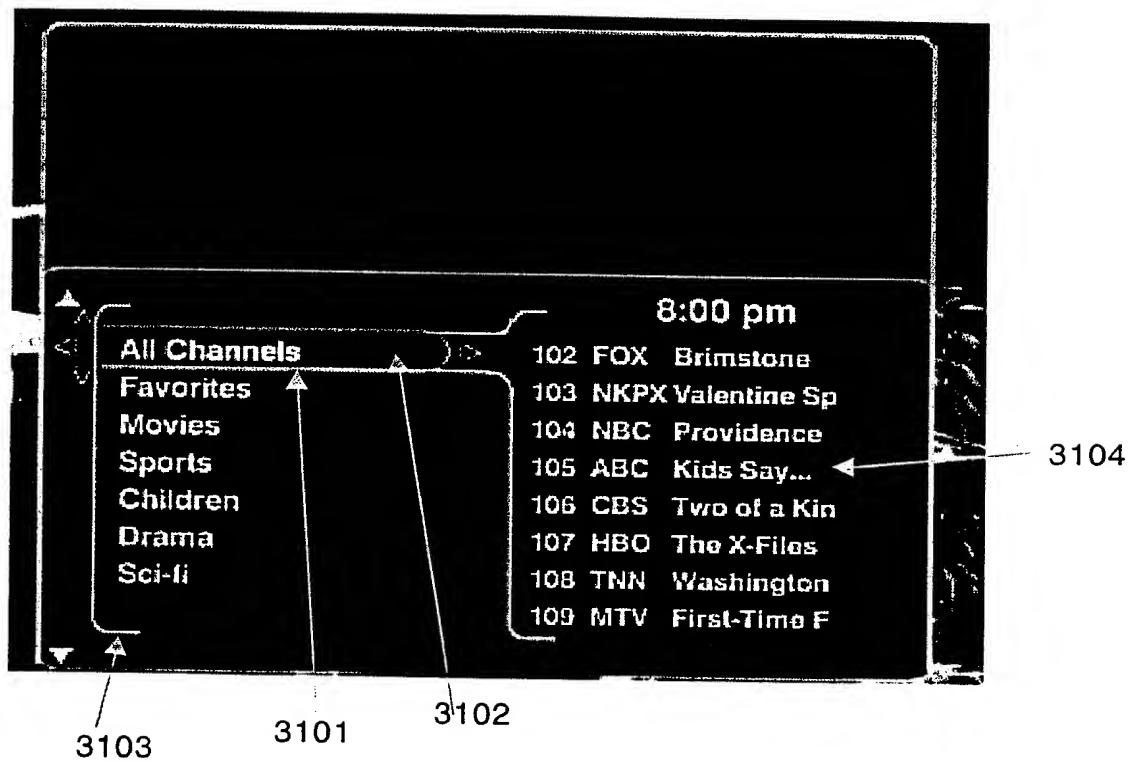 8:00 pm
All Channels
Favorites
Movies
Sports
Children
Drama
Sci-fi
102 FOX Brimstone
103 NKPX Valentine Sp
104 NBC Providence
105 ABC Kids Say...
106 CBS Two of a Kin
107 HBO The X-Files
108 TNN Washington
109 MTV First-Time F
3104
3102
3101
3103